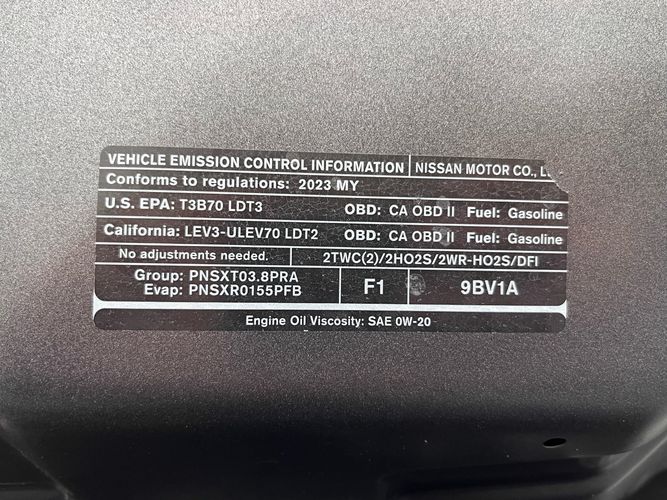 VEHICLE EMISSION CONTROL INFORMATION NISSAN MOTOR CO.,
Conforms to regulations: 2023 MY
U.S. EPA: T3B70 LDT3 OBD: CA OBD II Fuel: Gasoline
California: LEV3-ULEV70 LDT2 OBD: CA OBD II Fuel: Gasoline
No adjustments needed. 2TWC(2)/2HO2S/2WR-HO2S/DFI
Group: PNSXT03.8PRA
Evap: PNSXR0155PFB
F1
9BV1A
Engine Oil Viscosity: SAE 0W-20